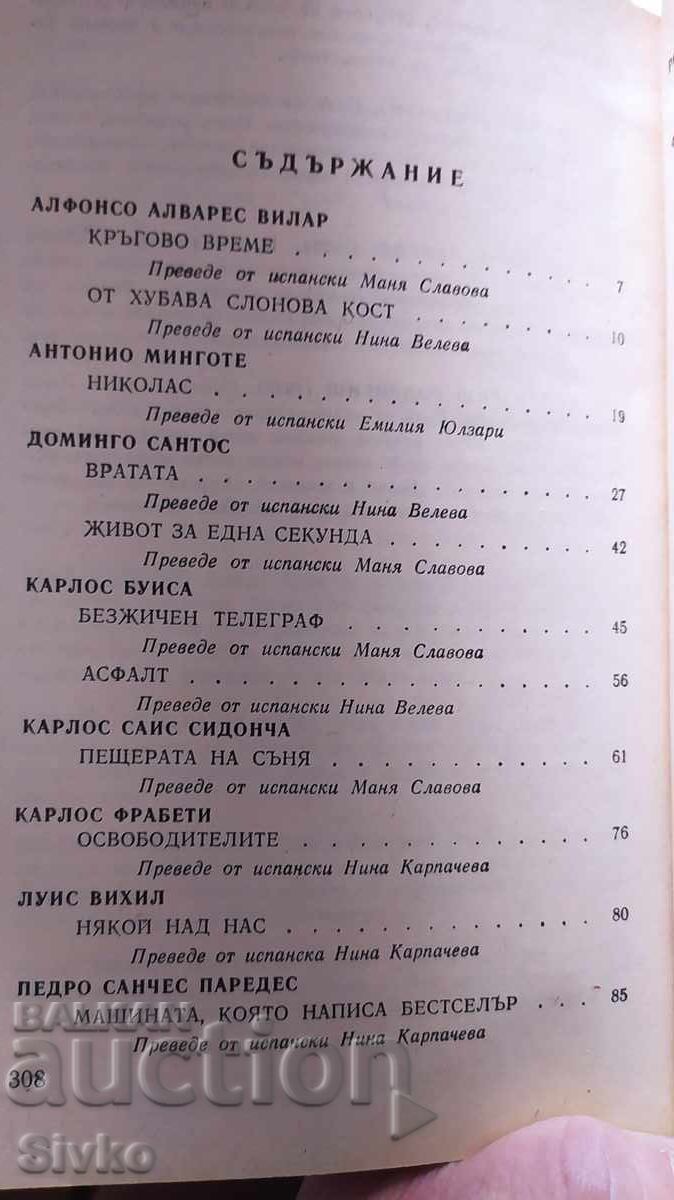 СЪДЪРЖАНИЕ
АЛФОНСО АЛВАРЕС ВИЛАР
КРЪГОВО ВРЕМЕ . . . . . . . . . . . . 7
Преведе от испански Маня Славова
ОТ ХУБАВА СЛОНОВА КОСТ . . . . . . . 10
Преведе от испански Нина Велева
АНТОНИО МИНГОТЕ
НИКОЛАС . . . . . . . . . . . . . . . 19
Преведе от испански Емилия Юлзари
ДОМИНГО САНТОС
ВРАТАТА . . . . . . . . . . . . . . . 27
Преведе от испански Нина Велева
ЖИВОТ ЗА ЕДНА СЕКУНДА . . . . . . . . 42
Преведе от испански Маня Славова
КАРЛОС БУИСА
БЕЗЖИЧЕН ТЕЛЕГРАФ . . . . . . . . . . 45
Преведе от испански Маня Славова
АСФАЛТ . . . . . . . . . . . . . . . 56
Преведе от испански Нина Велева
КАРЛОС САИС СИДОНЧА
ПЕЩЕРАТА НА СЪНЯ . . . . . . . . . . 61
Преведе от испански Маня Славова
КАРЛОС ФРАБЕТИ
ОСВОБОДИТЕЛИТЕ . . . . . . . . . . . 76
Преведе от испански Нина Карпачева
ЛУИС ВИХИЛ
НЯКОЙ НАД НАС . . . . . . . . . . . . 80
Преведе от испанска Нина Карпачева
ПЕДРО САНЧЕС ПАРЕДЕС
МАШИНАТА, КОЯТО НАПИСА БЕСТСЕЛЪР . . . 85
Преведе от испански Нина Карпачева
308
BAMAH auction
Sivko